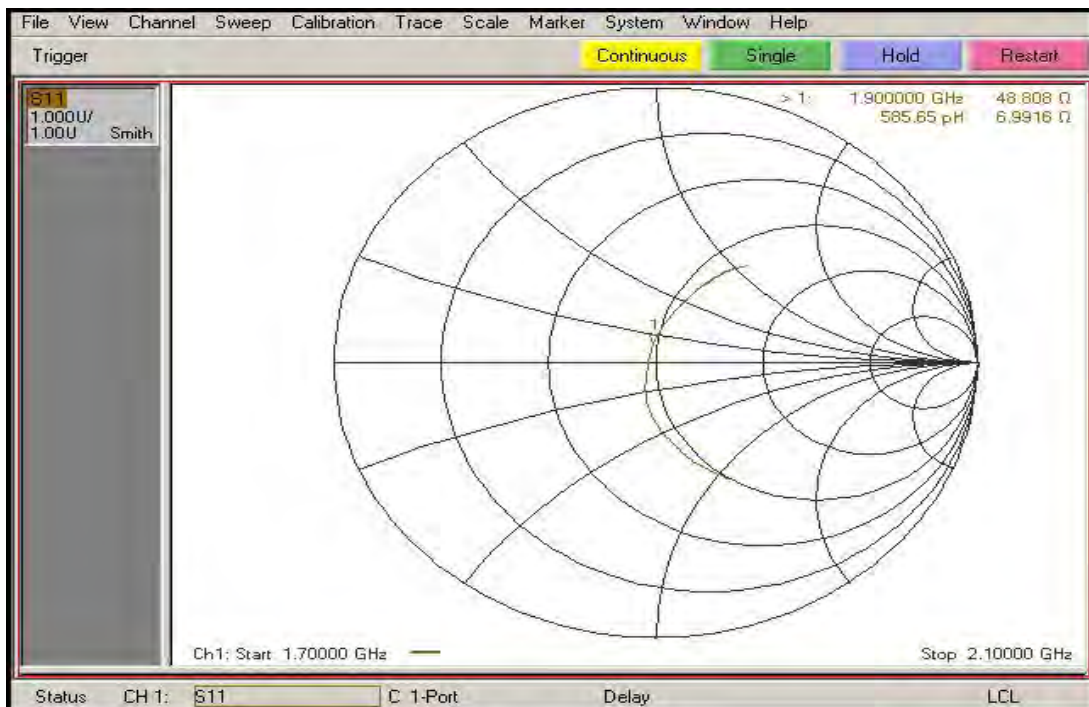 File View Channel Sweep Calibration Trace Scale Marker System Window Help
Trigger Continuous Single Hold Restart
S11
1.000U/
1.00U Smith
> 1: 1.900000 GHz 48.808 Ω
585.65 pH 6.9916 Ω
1
Ch1: Start 1.70000 GHz
Stop 2.10000 GHz
Status CH 1: S11 C 1-Port Delay LCL